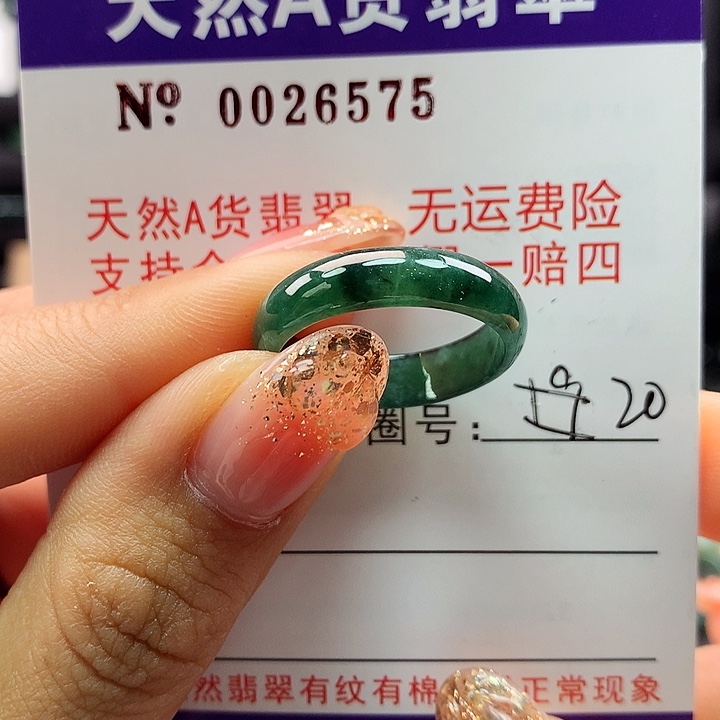 天然A货翡翠
Nº. 0026575
天然A货翡翠 无运费险
支持 一赔四
圈号: 20
然翡翠有纹有棉 正常现象